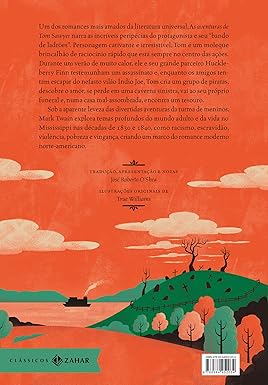 Um dos romances mais amados da literatura universal, As aventuras de
Tom Sawyer narra as incríveis peripécias do protagonista e seu “bando
de ladrões”. Personagem cativante e irresistível, Tom é um moleque
brincalhão de raciocínio rápido que está sempre no centro das ações.
Durante um verão de muito calor, ele e seu grande parceiro Huckle-
berry Finn testemunham um assassinato e, enquanto os amigos ten-
tam escapar do nefasto vilão Índio Joe, Tom cria um grupo de piratas,
descobre o amor, se perde em uma caverna sinistra, vai ao seu próprio
funeral e, numa casa mal-assombrada, encontra um tesouro.
Sob a aparente leveza das divertidas aventuras da turma de meninos,
Mark Twain explora temas profundos do mundo adulto e da vida no
Mississippi nas décadas de 1830 e 1840, como racismo, escravidão,
violência, pobreza e vingança, criando um marco do romance moderno
norte-americano.
TRADUÇÃO, APRESENTAÇÃO E NOTAS
José Roberto O'Shea
ILUSTRAÇÕES ORIGINAIS DE
True Williams
CLÁSSICOS ZAHAR